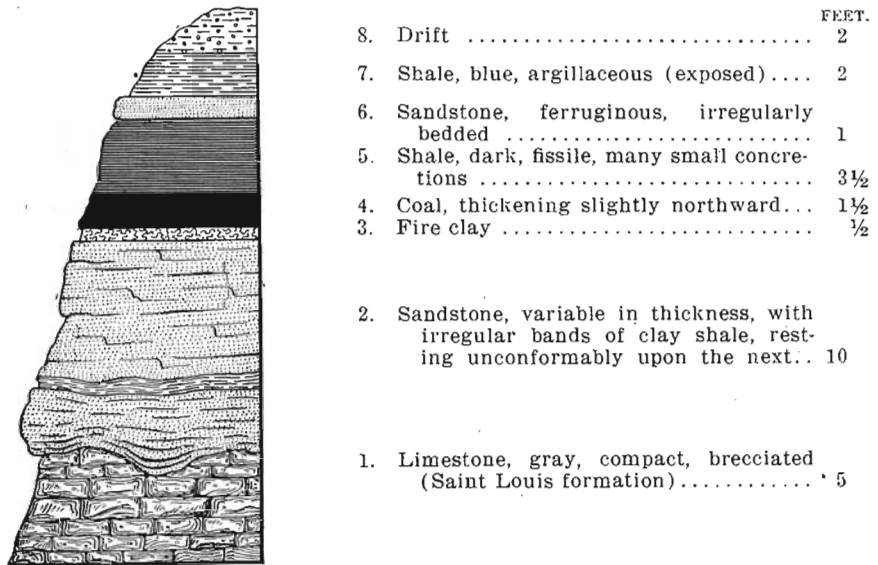 FEET.
8. Drift ............................... 2
7. Shale, blue, argillaceous (exposed).... 2
6. Sandstone, ferruginous, irregularly
bedded ............................ 1
5. Shale, dark, fissile, many small concre-
tions .............................. 3½
4. Coal, thickening slightly northward... 1½
3. Fire clay ............................ ½
2. Sandstone, variable in thickness, with
irregular bands of clay shale, rest-
ing unconformably upon the next.. 10
1. Limestone, gray, compact, brecciated
(Saint Louis formation)............ 5